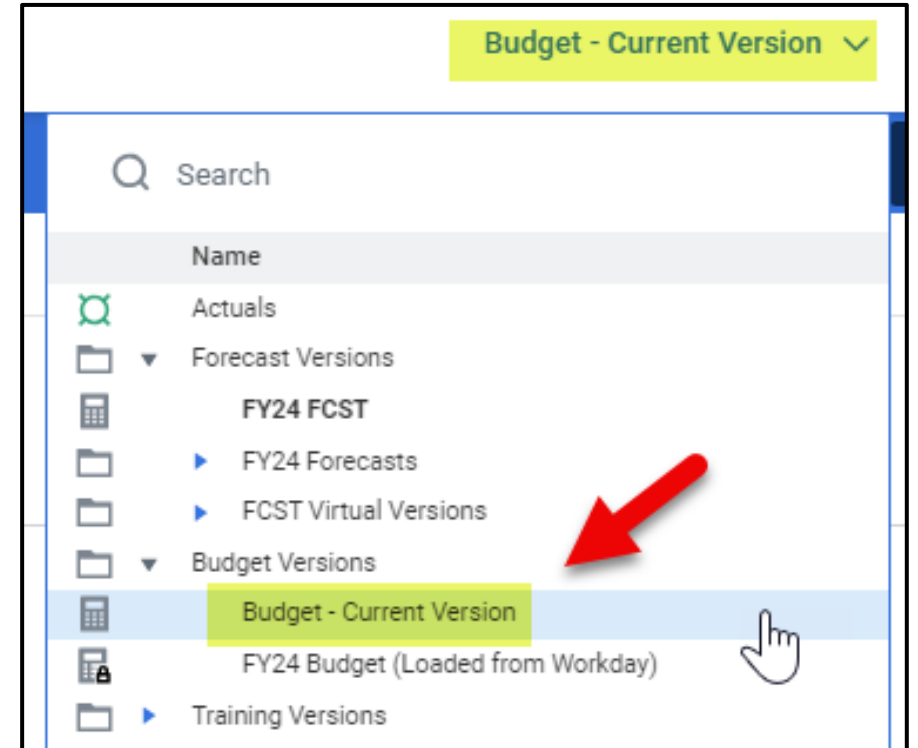 Budget - Current Version
Search
Name
Actuals
Forecast Versions
FY24 FCST
FY24 Forecasts
FCST Virtual Versions
Budget Versions
Budget - Current Version
FY24 Budget (Loaded from Workday)
Training Versions